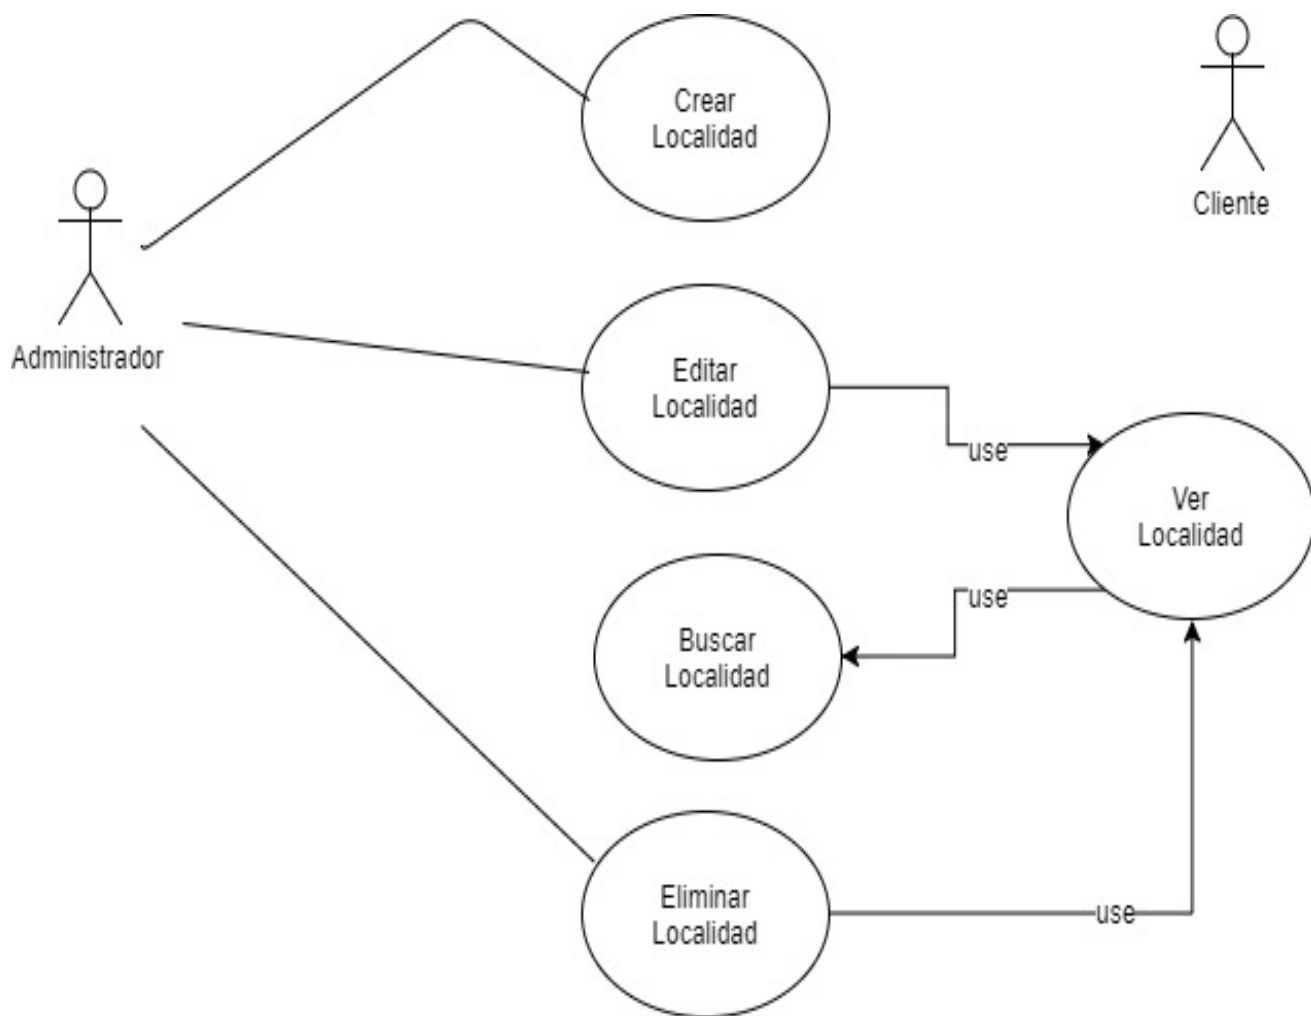 Crear
Localidad
Cliente
Administrador
Editar
Localidad
use
Ver
Localidad
use
Buscar
Localidad
Eliminar
Localidad
use